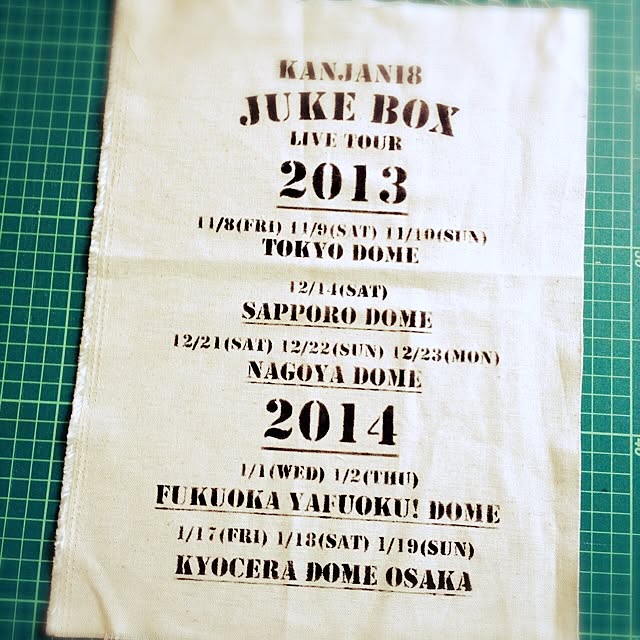 KANJANI8
JUKE BOX
LIVE TOUR
2013
11/8(FRI) 11/9(SAT) 11/10(SUN)
TOKYO DOME
12/14(SAT)
SAPPORO DOME
12/21(SAT) 12/22(SUN) 12/23(MON)
NAGOYA DOME
2014
1/1(WED) 1/2(THU)
FUKUOKA YAFUOKU! DOME
1/17(FRI) 1/18(SAT) 1/19(SUN)
KYOCERA DOME OSAKA